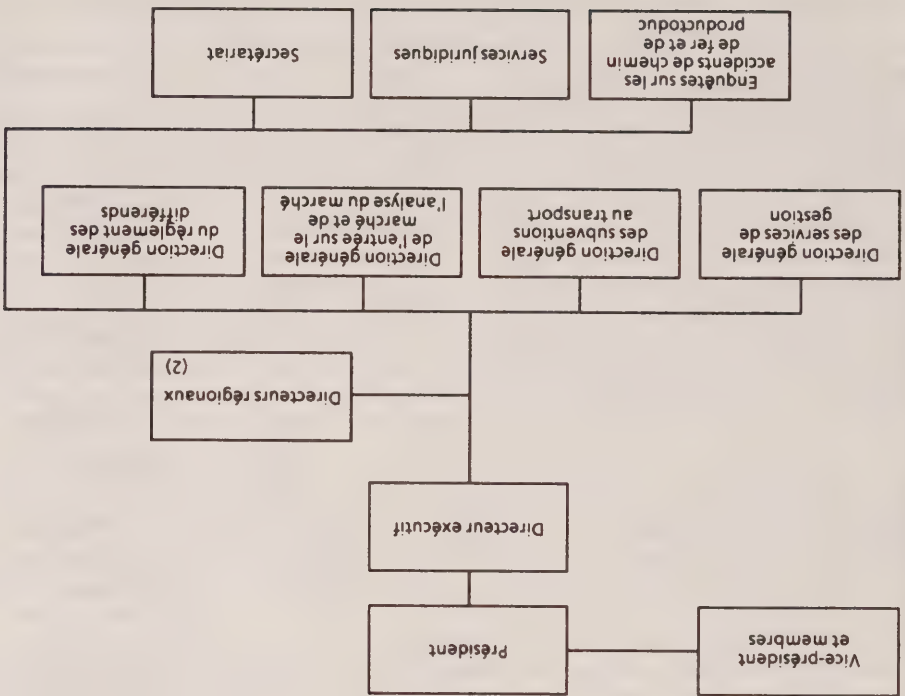 Vice-président
et membres
Président
Directeur exécutif
Directeurs régionaux
(2)
Direction générale
des services de
gestion
Direction générale
des subventions
au transport
Direction générale
de l'entrée sur le
marché et de
l'analyse du marché
Direction générale
du règlement des
différends
Enquêtes sur les
accidents de chemin
de fer et de
productoduc
Services juridiques
Secrétariat